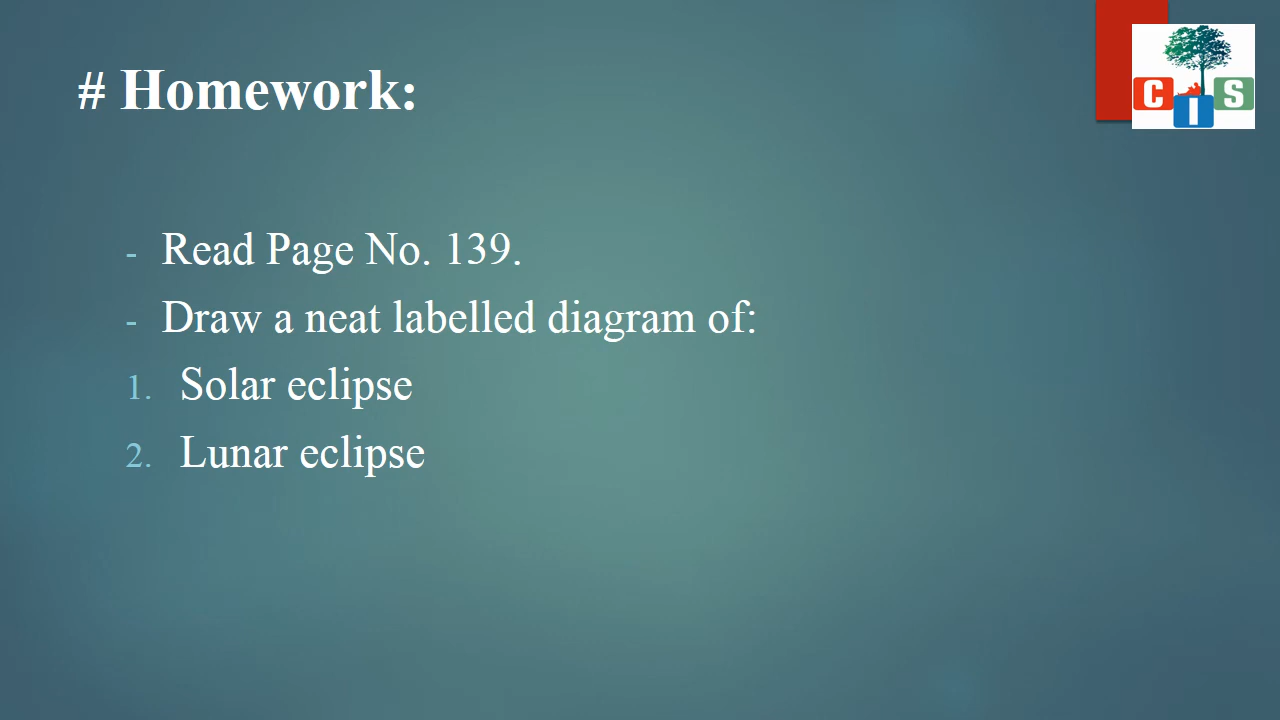 # Homework:
C I S
- Read Page No. 139.
- Draw a neat labelled diagram of:
1. Solar eclipse
2. Lunar eclipse